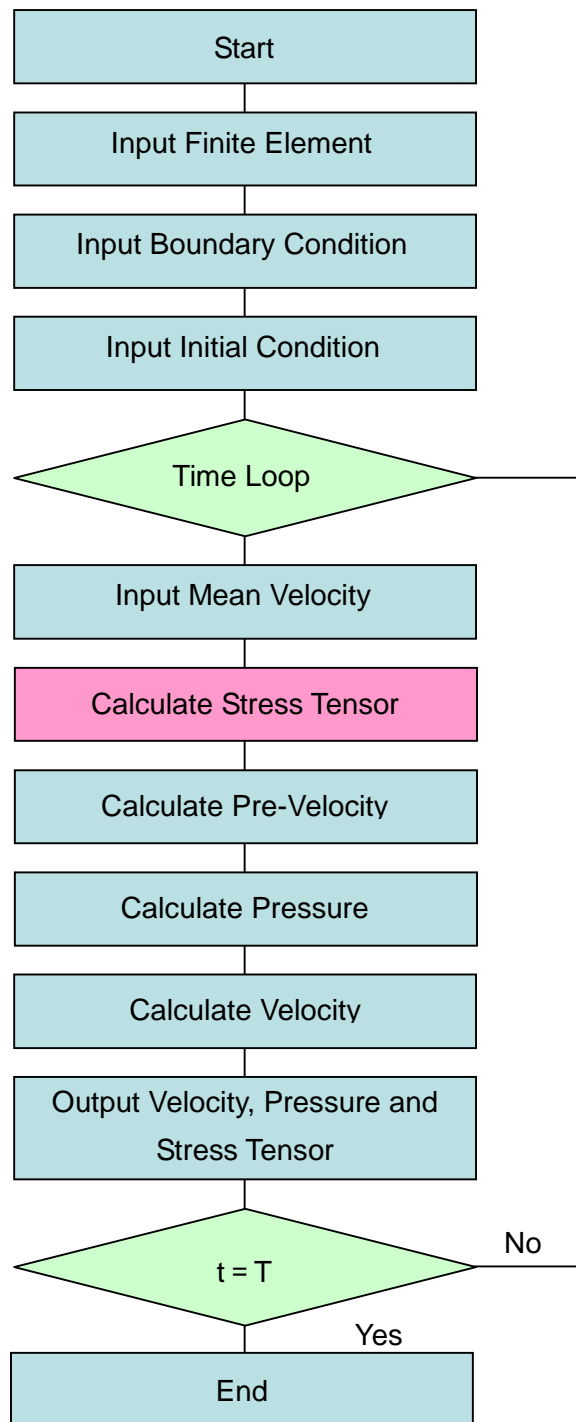 Start
Input Finite Element
Input Boundary Condition
Input Initial Condition
Time Loop
Input Mean Velocity
Calculate Stress Tensor
Calculate Pre-Velocity
Calculate Pressure
Calculate Velocity
Output Velocity, Pressure and
Stress Tensor
No
t = T
Yes
End